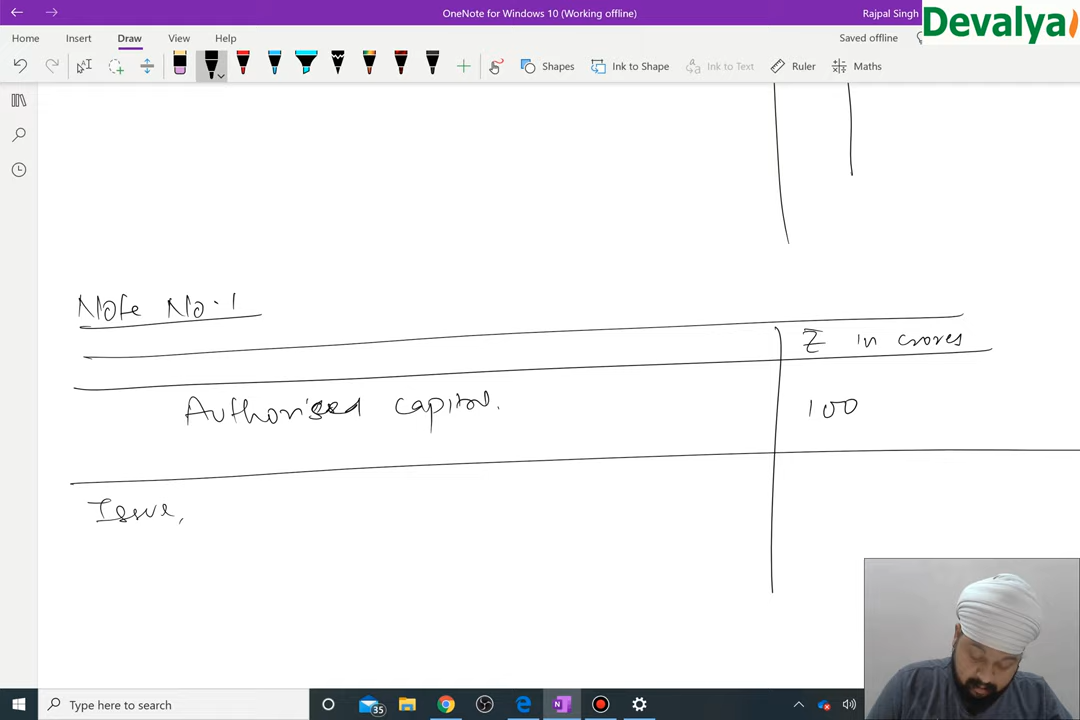 OneNote for Windows 10 (Working offline)
Rajpal Singh
Devalya
Home Insert Draw View Help
Saved offline
Shapes Ink to Shape Ink to Text Ruler Maths
Note No.1
₹ in crores
Authorised capital. 100
Issue,
Type here to search
35